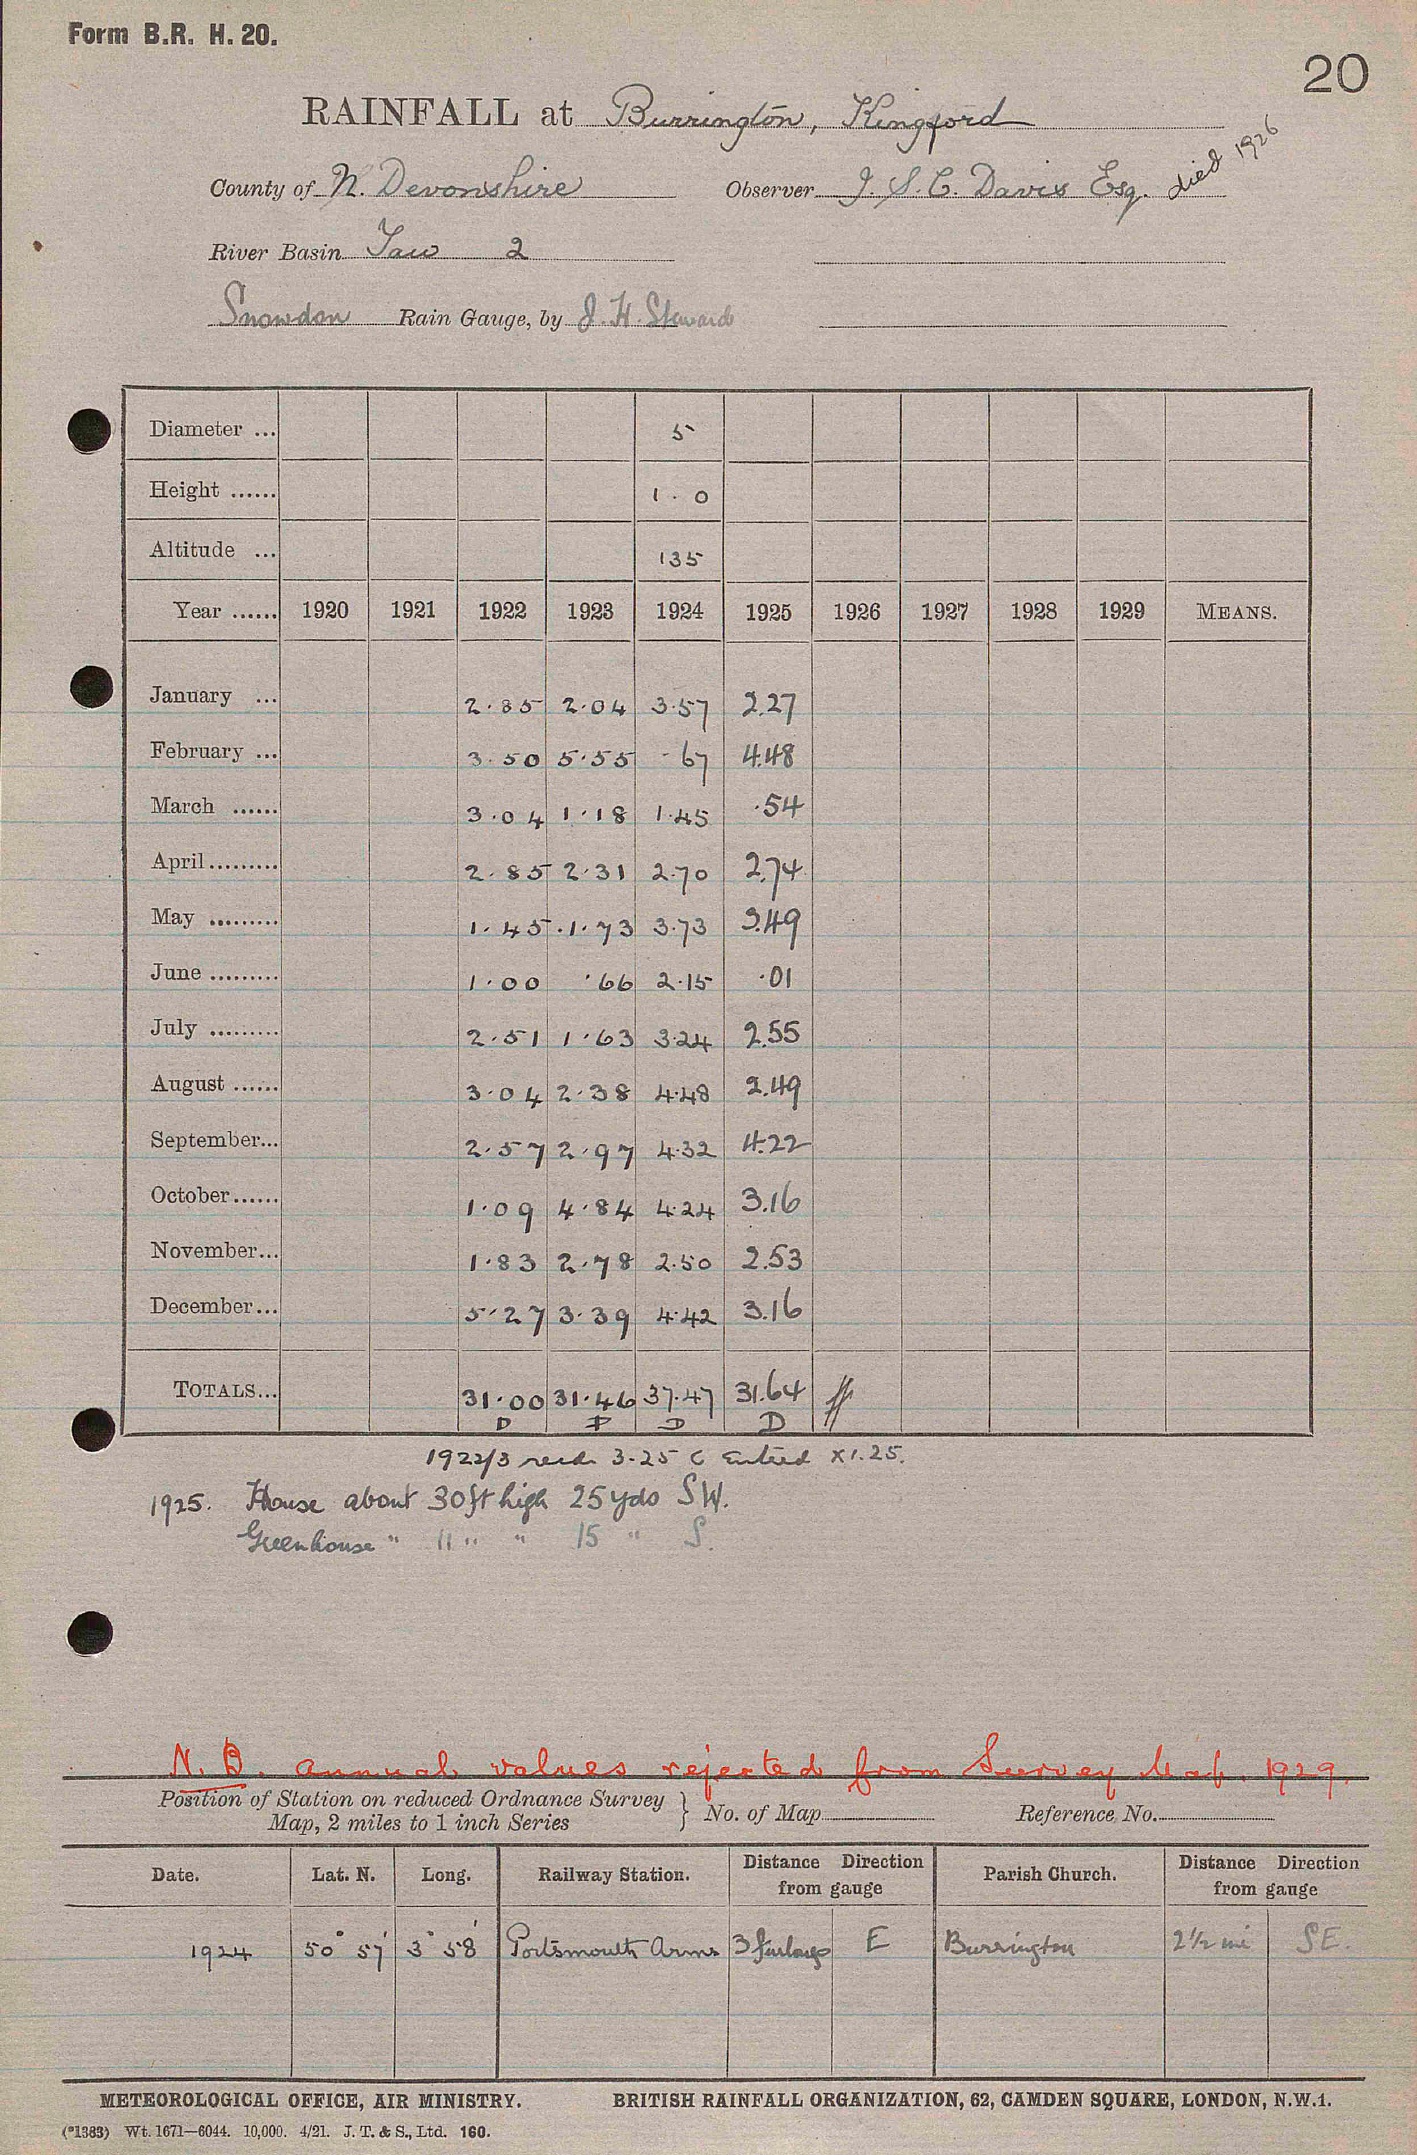 Form B.R. H. 20.
20
RAINFALL at Burrington, Kingford
County of N. Devonshire Observer J. S. C. Davis Esq. died 1926
River Basin Taw 2
Snowdon Rain Gauge, by J. H. Steward
Diameter ... 5
Height ...... 1 . 0
Altitude ... 135
Year ...... 1920 1921 1922 1923 1924 1925 1926 1927 1928 1929 MEANS.
January ... 2.85 2.04 3.57 2.27
February ... 3.50 5.55 .67 4.48
March ...... 3.04 1.18 1.45 .54
April......... 2.85 2.31 2.70 2.74
May ......... 1.45 1.73 3.73 3.49
June ......... 1.00 .66 2.15 .01
July ......... 2.51 1.63 3.24 2.55
August ...... 3.04 2.38 4.48 2.49
September... 2.57 2.97 4.32 4.22
October...... 1.09 4.84 4.24 3.16
November... 1.83 2.78 2.50 2.53
December... 5.27 3.39 4.42 3.16
TOTALS... 31.00 31.46 37.47 31.64
D D D D
1922/3 read 3.25 C Entered x 1.25.
1925. House about 30ft high 25 yds SW.
Greenhouse " 11 " " 15 " S.
N.B. annual values rejected from Survey Map. 1929.
Position of Station on reduced Ordnance Survey Map, 2 miles to 1 inch Series } No. of Map Reference No.
Date. Lat. N. Long. Railway Station. Distance Direction from gauge Parish Church. Distance Direction from gauge
1924 50° 57' 3° 58' Portsmouth Arms 3 furlongs E Burrington 2½ mi SE.
METEOROLOGICAL OFFICE, AIR MINISTRY. BRITISH RAINFALL ORGANIZATION, 62, CAMDEN SQUARE, LONDON, N.W.1.
(*1383) Wt. 1671—6044. 10,000. 4/21. J. T. & S., Ltd. 160.